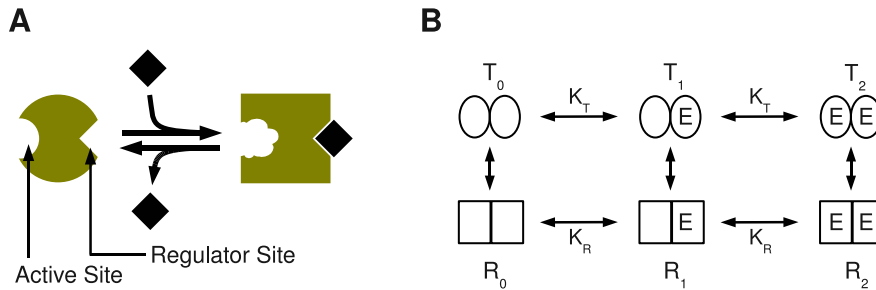 A
Active Site
Regulator Site
B
T0 T1 T2
KT KT
E E E
E E E
KR KR
R0 R1 R2